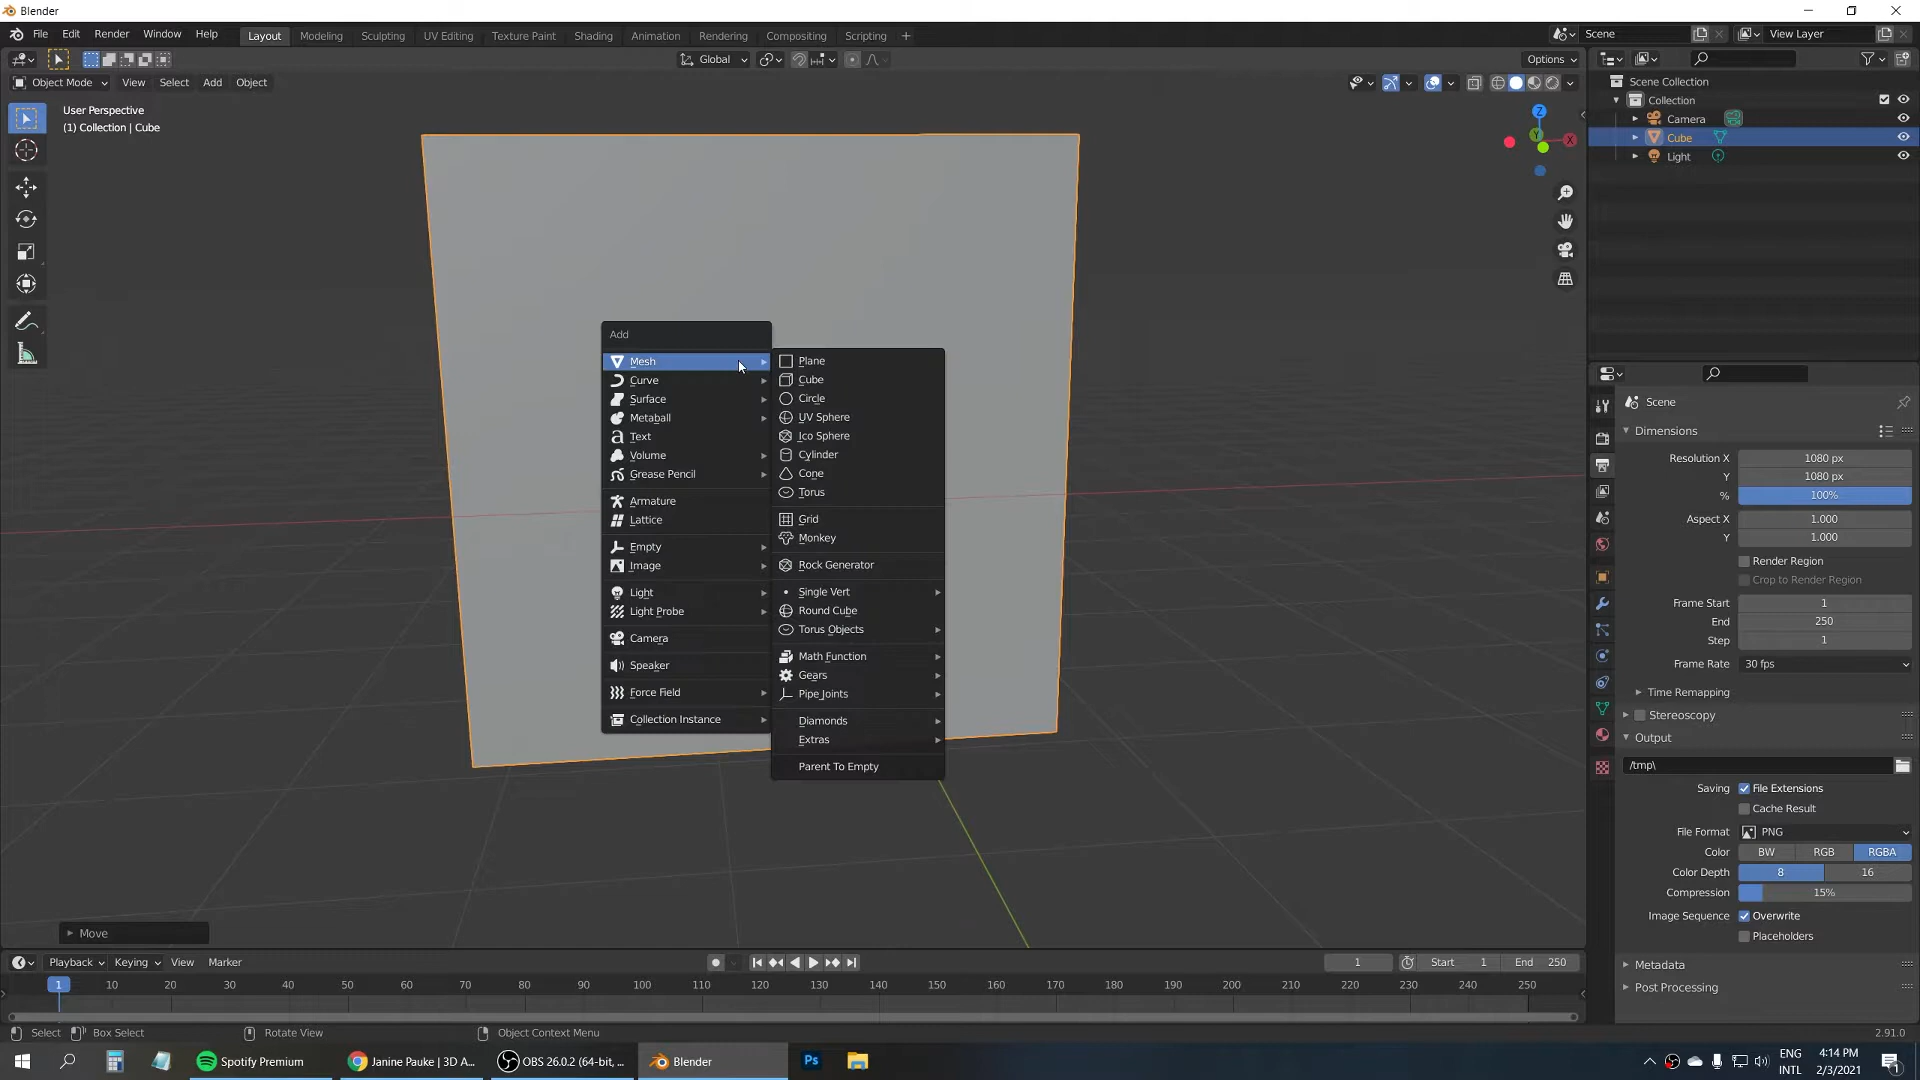 Blender
File Edit Render Window Help Layout Modeling Sculpting UV Editing Texture Paint Shading Animation Rendering Compositing Scripting + Scene View Layer
Global Options
Object Mode View Select Add Object
User Perspective
(1) Collection | Cube
Z
Y
X
Scene Collection
Collection
Camera
Cube
Light
Add
Mesh
Curve
Surface
Metaball
Text
Volume
Grease Pencil
Armature
Lattice
Empty
Image
Light
Light Probe
Camera
Speaker
Force Field
Collection Instance
Plane
Cube
Circle
UV Sphere
Ico Sphere
Cylinder
Cone
Torus
Grid
Monkey
Rock Generator
Single Vert
Round Cube
Torus Objects
Math Function
Gears
Pipe Joints
Diamonds
Extras
Parent To Empty
Scene
Dimensions
Resolution X 1080 px
Y 1080 px
% 100%
Aspect X 1.000
Y 1.000
Render Region
Crop to Render Region
Frame Start 1
End 250
Step 1
Frame Rate 30 fps
Time Remapping
Stereoscopy
Output
/tmp\
Saving File Extensions
Cache Result
File Format PNG
Color BW RGB RGBA
Color Depth 8 16
Compression 15%
Image Sequence Overwrite
Placeholders
Metadata
Post Processing
Move
Playback Keying View Marker 1 Start 1 End 250
1 10 20 30 40 50 60 70 80 90 100 110 120 130 140 150 160 170 180 190 200 210 220 230 240 250
Select Box Select Rotate View Object Context Menu 2.91.0
Spotify Premium Janine Pauke | 3D A... OBS 26.0.2 (64-bit, ... Blender Ps
ENG 4:14 PM
INTL 2/3/2021 1